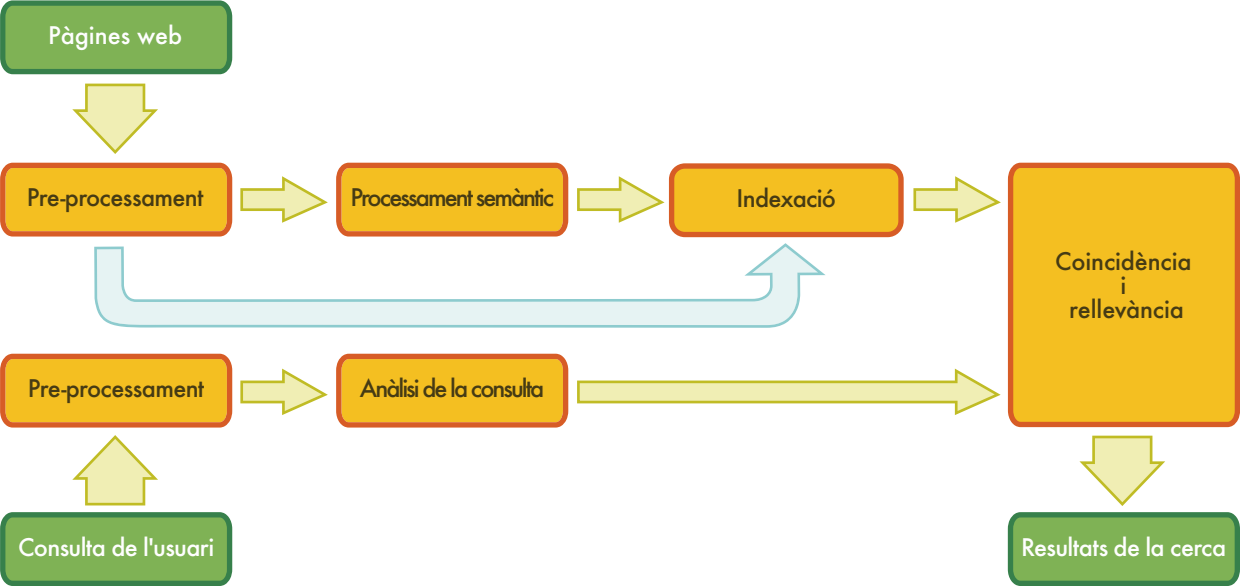 Pàgines web
Pre-processament
Processament semàntic
Indexació
Coincidència
i
rellevància
Pre-processament
Anàlisi de la consulta
Consulta de l'usuari
Resultats de la cerca